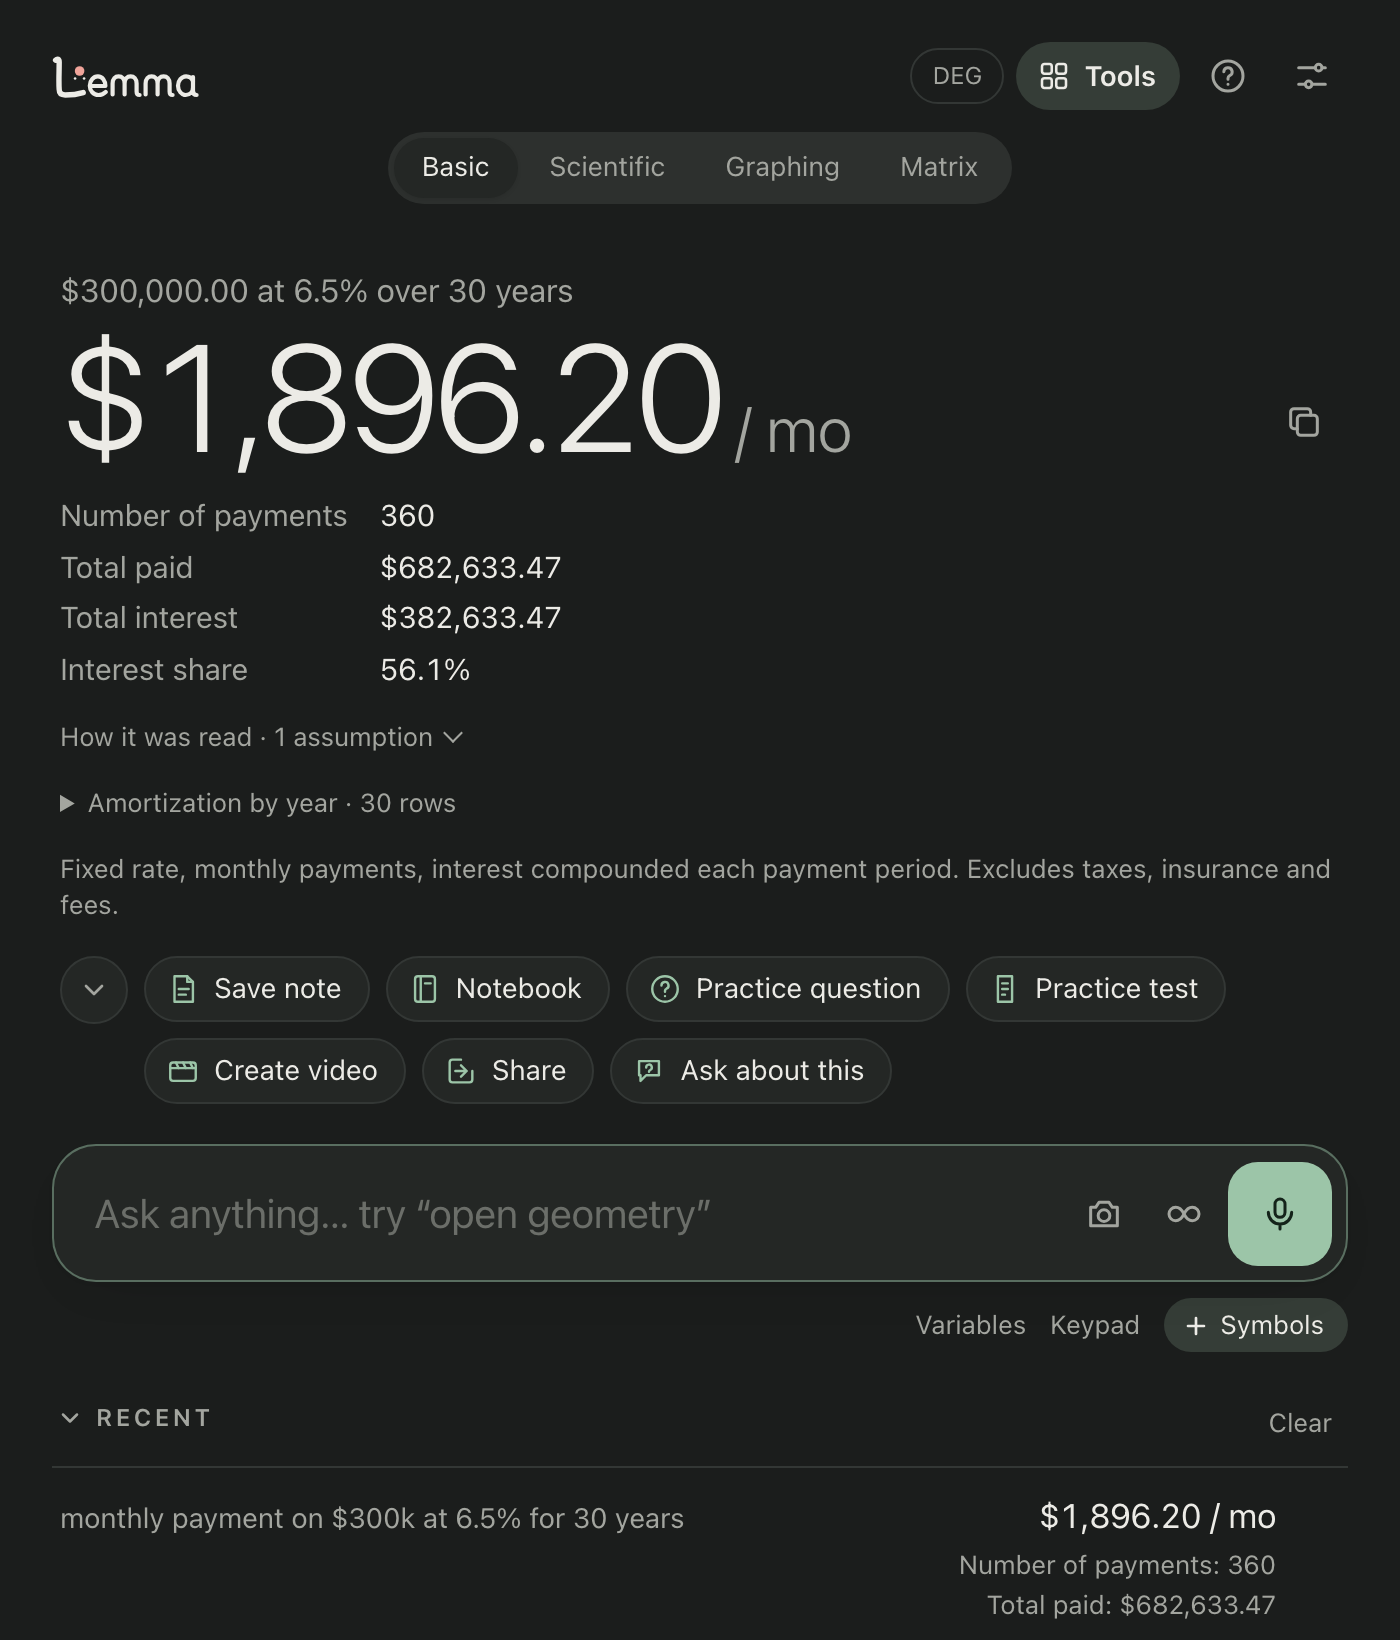 Lemma
DEG
Tools
Basic
Scientific
Graphing
Matrix
$300,000.00 at 6.5% over 30 years
$1,896.20 / mo
Number of payments 360
Total paid $682,633.47
Total interest $382,633.47
Interest share 56.1%
How it was read · 1 assumption
Amortization by year · 30 rows
Fixed rate, monthly payments, interest compounded each payment period. Excludes taxes, insurance and
fees.
Save note
Notebook
Practice question
Practice test
Create video
Share
Ask about this
Ask anything... try “open geometry”
Variables
Keypad
+ Symbols
RECENT
Clear
monthly payment on $300k at 6.5% for 30 years
$1,896.20 / mo
Number of payments: 360
Total paid: $682,633.47